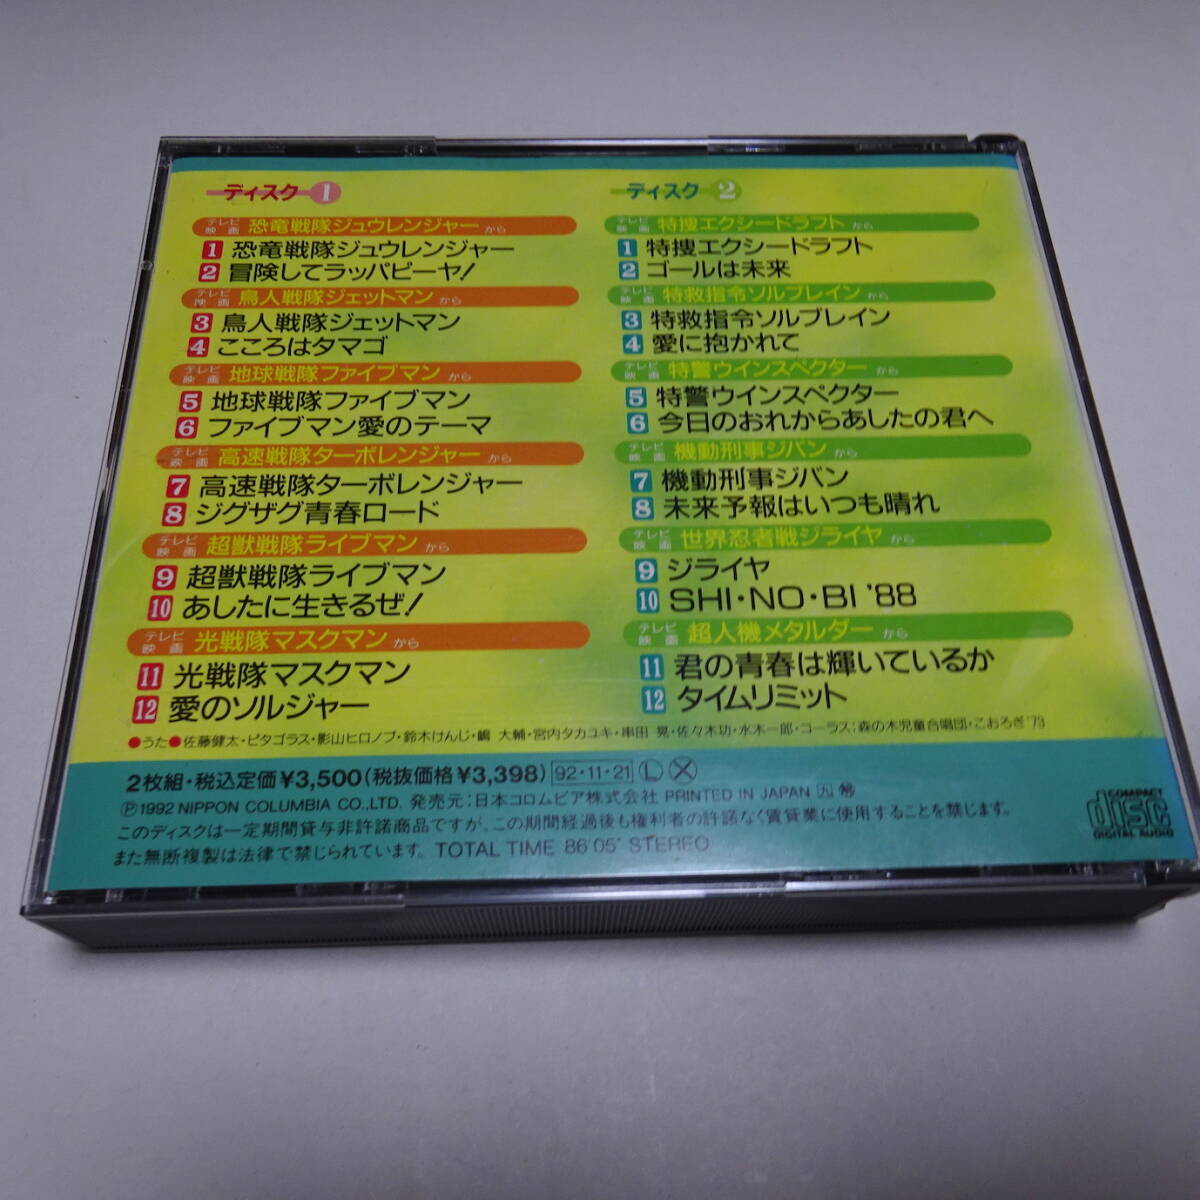 ディスク 1
テレビ映画 恐竜戦隊ジュウレンジャーから
1 恐竜戦隊ジュウレンジャー
2 冒険してラッパピーヤ!
テレビ映画 鳥人戦隊ジェットマンから
3 鳥人戦隊ジェットマン
4 こころはタマゴ
テレビ映画 地球戦隊ファイブマンから
5 地球戦隊ファイブマン
6 ファイブマン愛のテーマ
テレビ映画 高速戦隊ターボレンジャーから
7 高速戦隊ターボレンジャー
8 ジグザグ青春ロード
テレビ映画 超獣戦隊ライブマンから
9 超獣戦隊ライブマン
10 あしたに生きるぜ!
テレビ映画 光戦隊マスクマンから
11 光戦隊マスクマン
12 愛のソルジャー
ディスク 2
テレビ映画 特捜エクシードラフトから
1 特捜エクシードラフト
2 ゴールは未来
テレビ映画 特救指令ソルブレインから
3 特救指令ソルブレイン
4 愛に抱かれて
テレビ映画 特警ウインスペクターから
5 特警ウインスペクター
6 今日のおれからあしたの君へ
テレビ映画 機動刑事ジバンから
7 機動刑事ジバン
8 未来予報はいつも晴れ
テレビ映画 世界忍者戦ジライヤから
9 ジライヤ
10 SHI・NO・BI '88
テレビ映画 超人機メタルダーから
11 君の青春は輝いているか
12 タイムリミット
●うた●佐藤健太・ピタゴラス・影山ヒロノブ・鈴木けんじ・嶋 大輔・宮内タカユキ・串田 晃・佐々木功・水木一郎・コーラス:森の木児童合唱団・こおろぎ'73
2枚組・税込定価¥3,500(税抜価格¥3,398) 92・11・21 Ⓛ Ⓧ
Ⓟ1992 NIPPON COLUMBIA CO.,LTD. 発売元:日本コロムビア株式会社 PRINTED IN JAPAN
このディスクは一定期間貸与非許諾商品ですが、この期間経過後も権利者の許諾なく賃貸業に使用することを禁じます。
また無断複製は法律で禁じられています。 TOTAL TIME 86'05" STEREO
COMPACT
disc
DIGITAL AUDIO